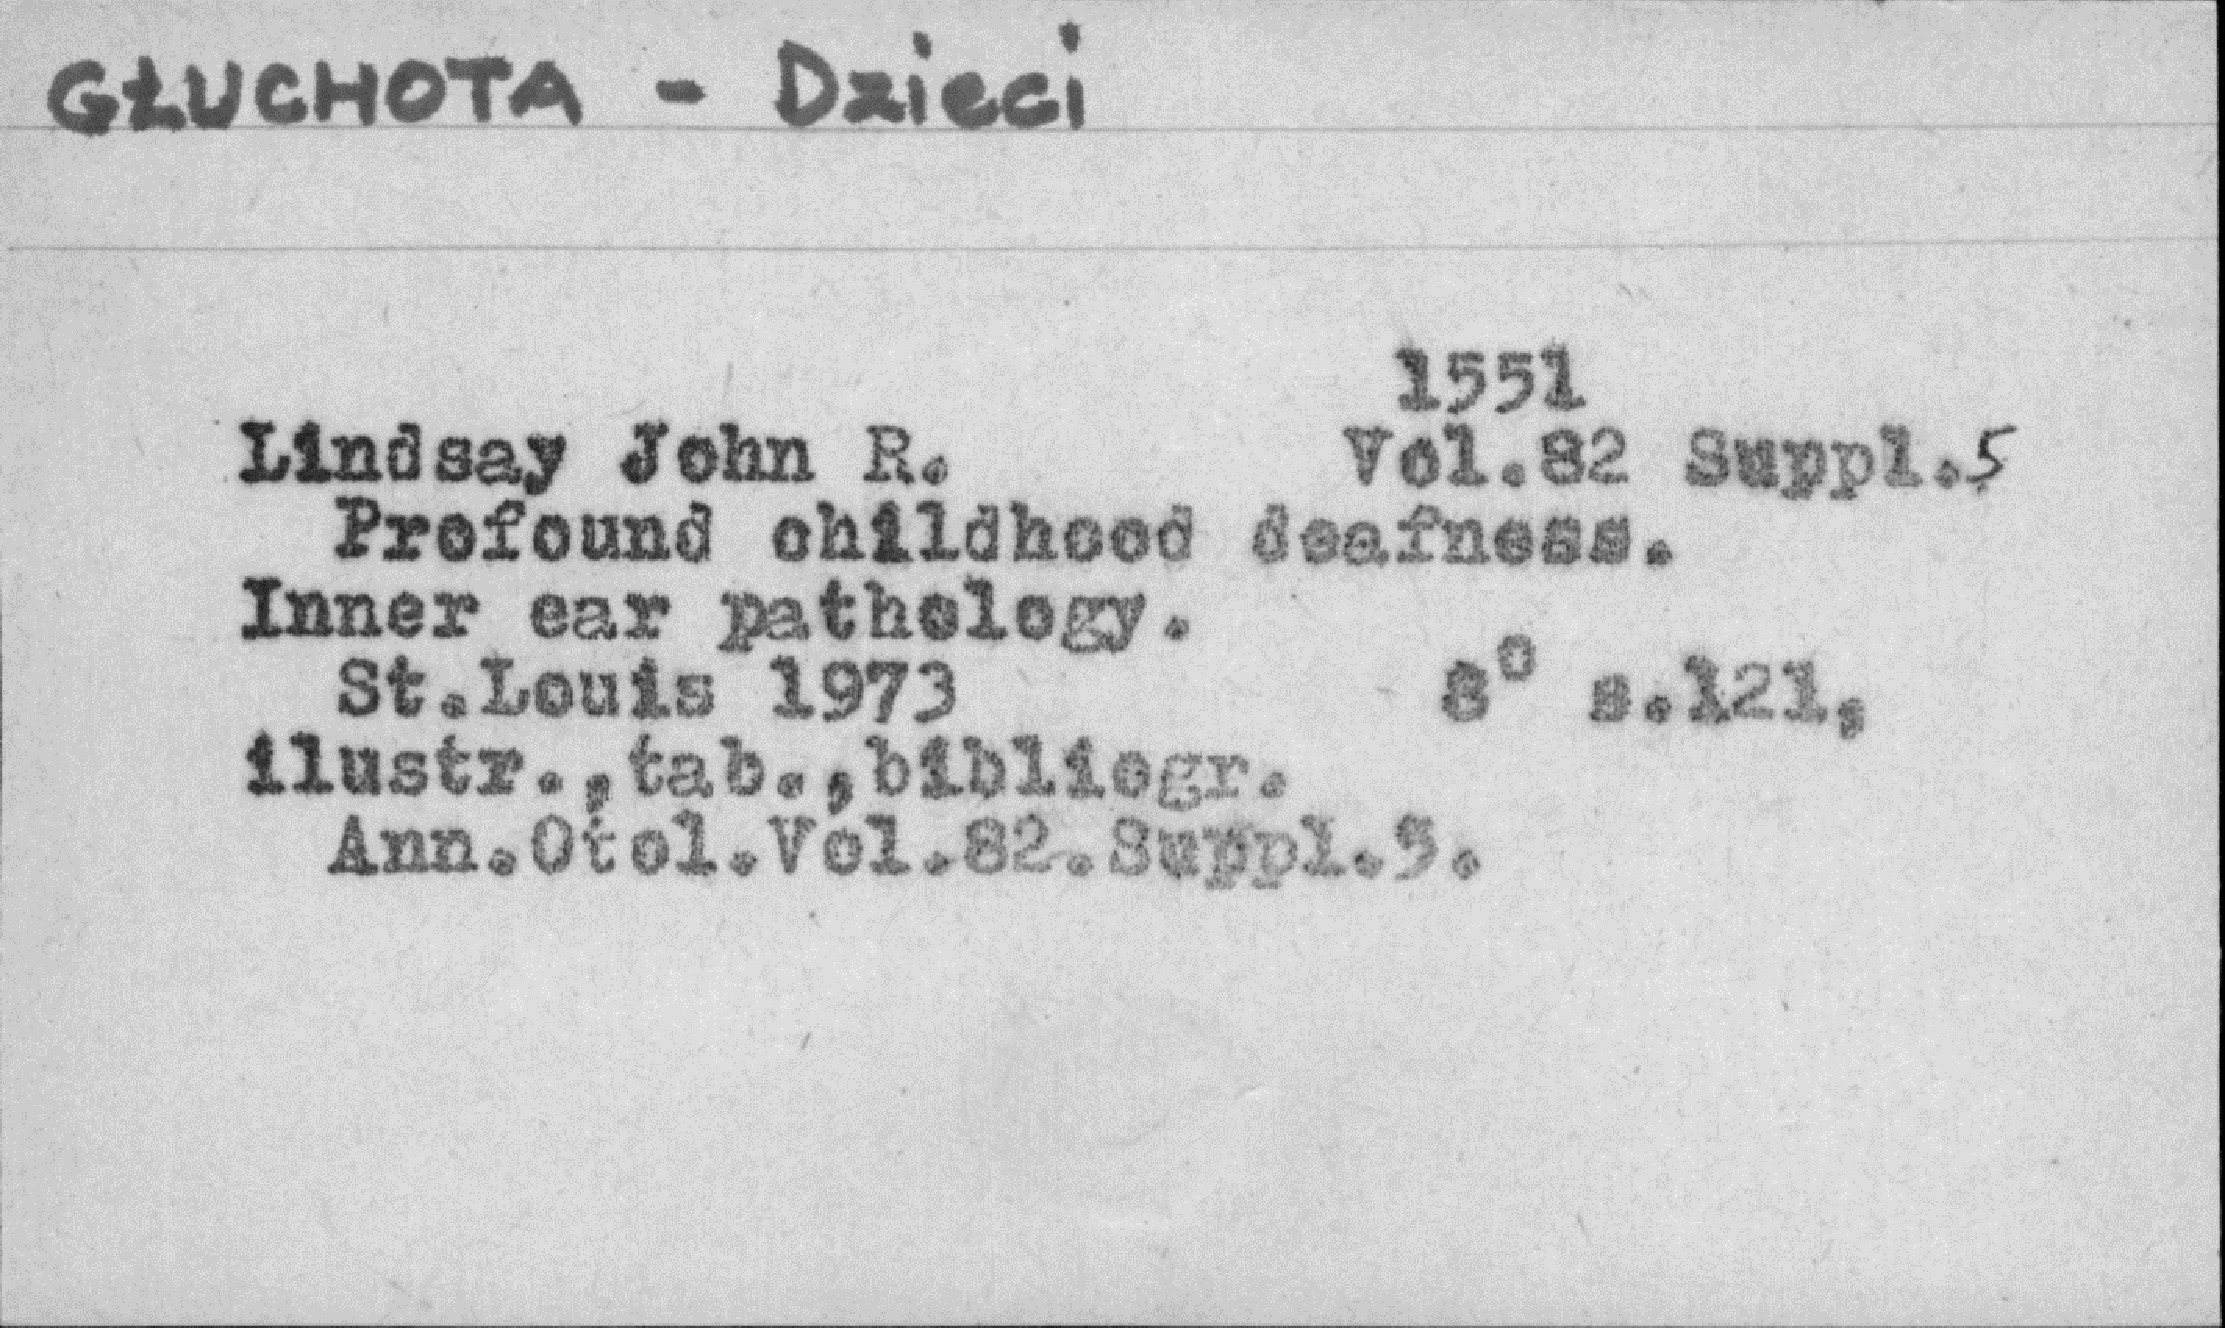 GŁUCHOTA - Dzieci
1551
Lindsay John R. Vol.82 Suppl.5
Profound childhood deafness.
Inner ear pathology.
St.Louis 1973 8° s.121,
ilustr.,tab.,bibliogr.
Ann.Otol.Vol.82.Suppl.5.